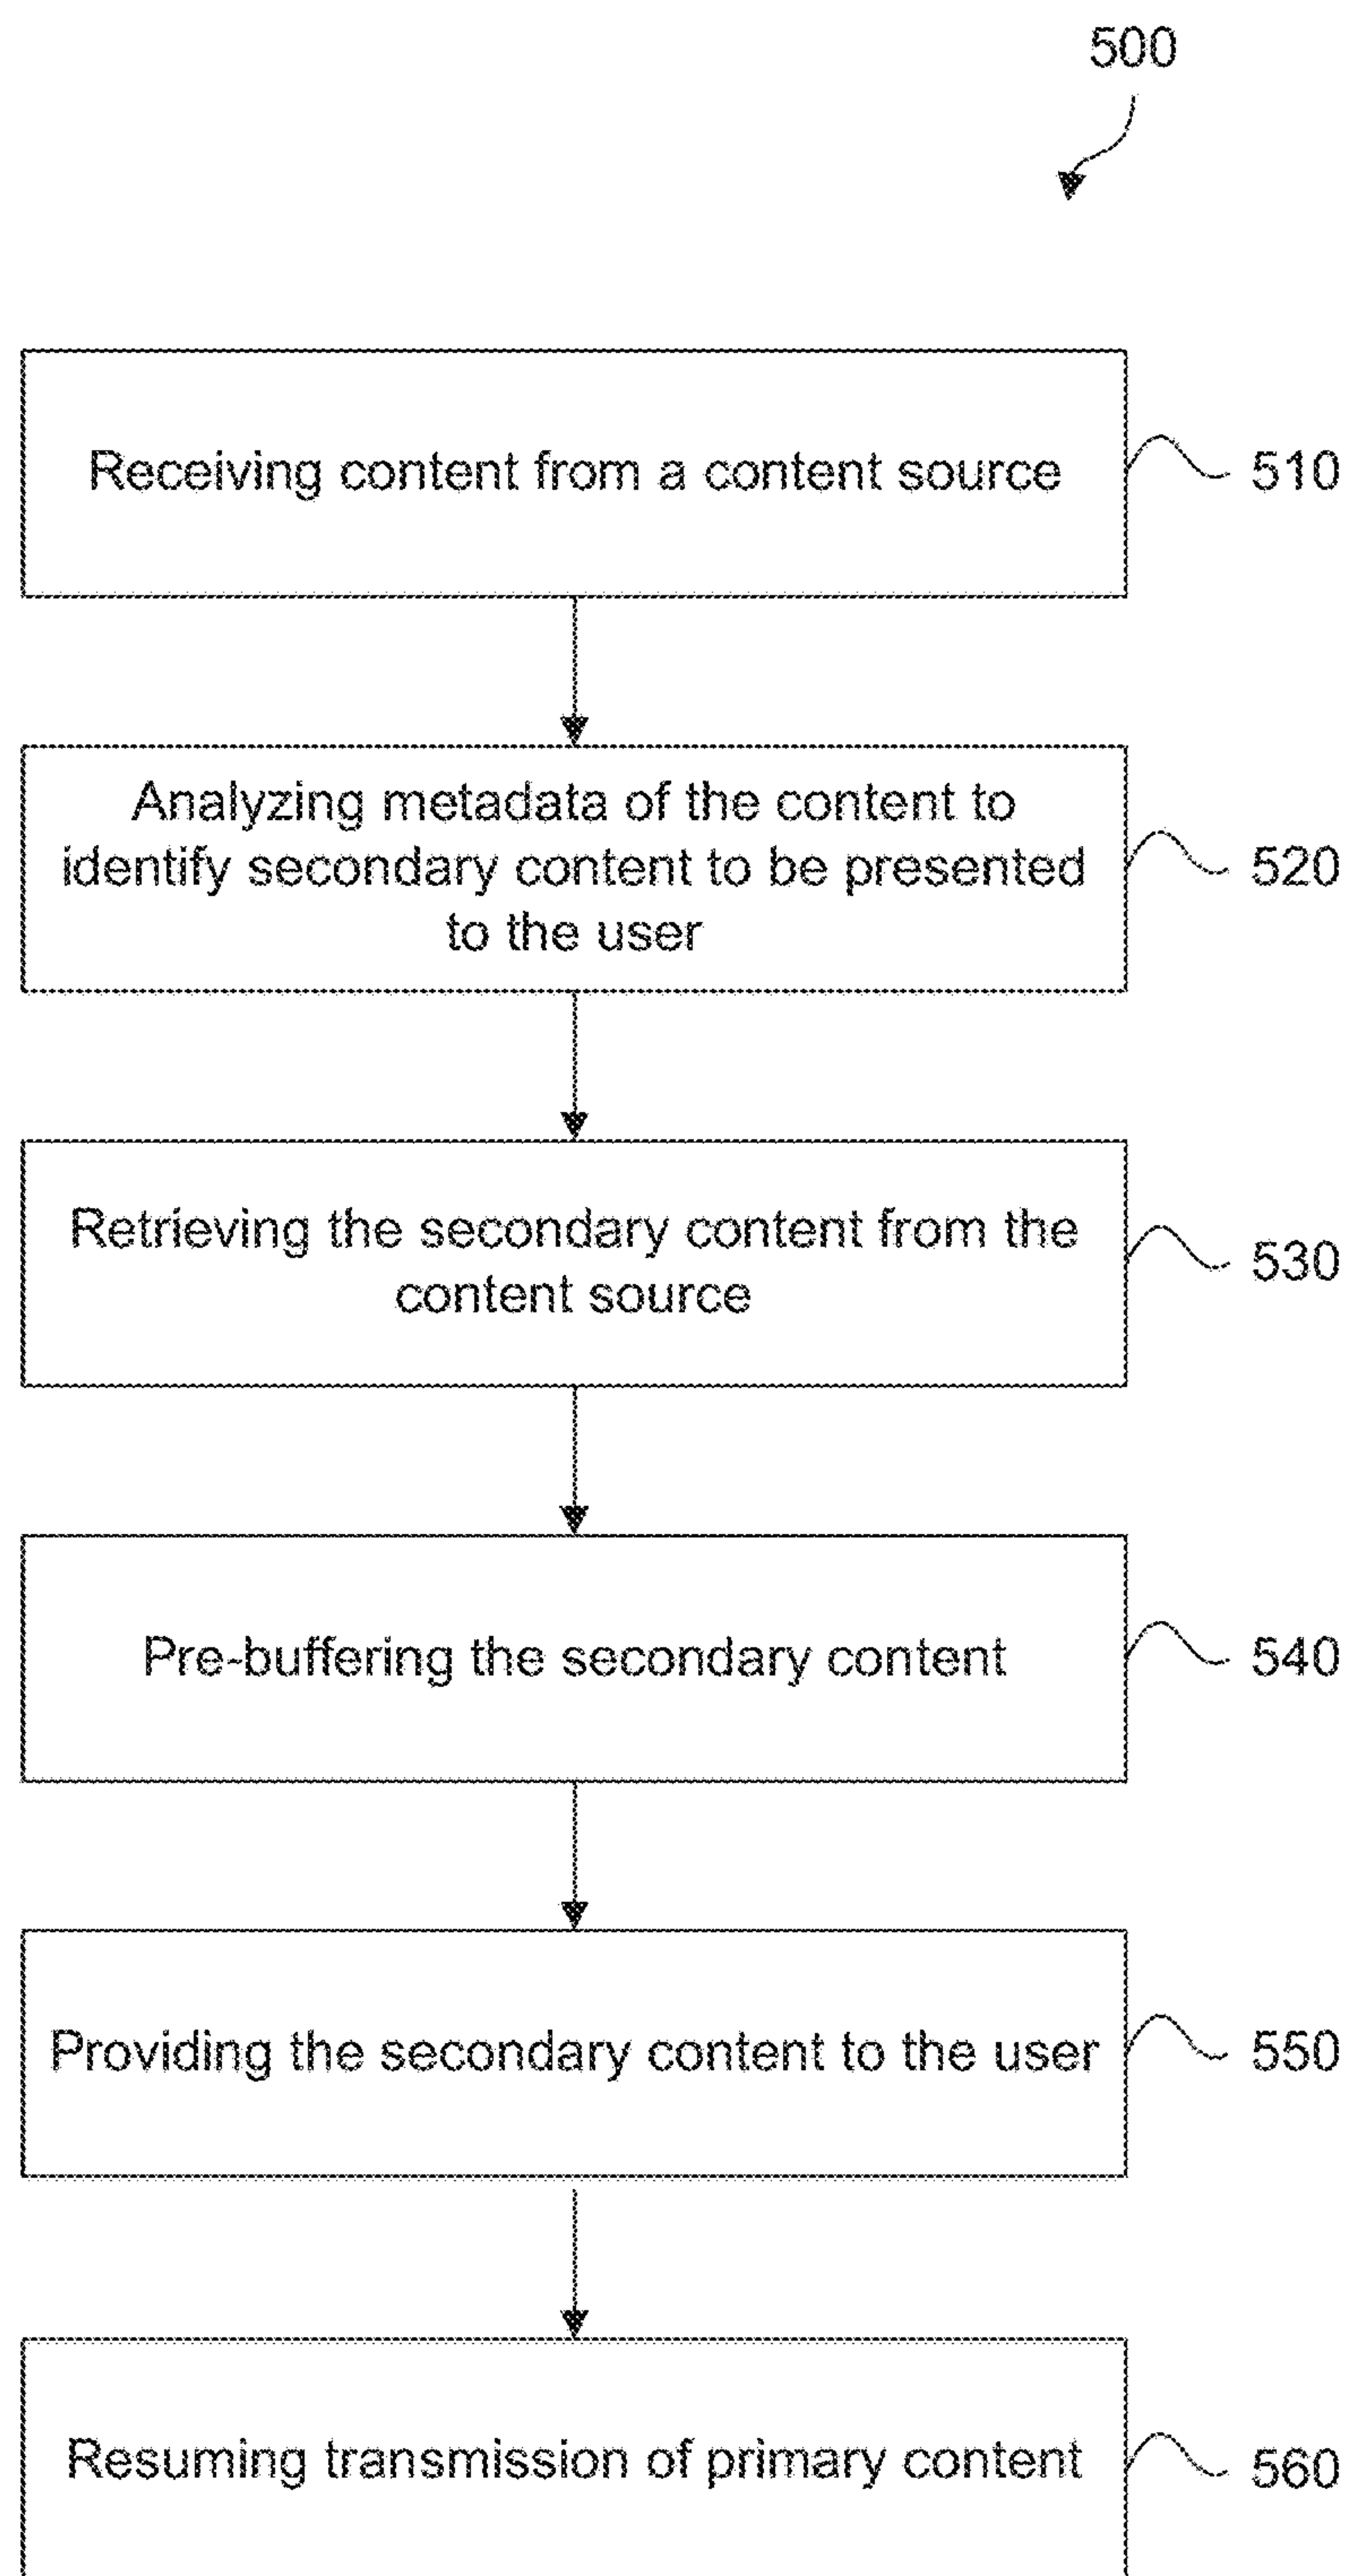 500
Receiving content from a content source
510
Analyzing metadata of the content to
identify secondary content to be presented
to the user
520
Retrieving the secondary content from the
content source
530
Pre-buffering the secondary content
540
Providing the secondary content to the user
550
Resuming transmission of primary content
560